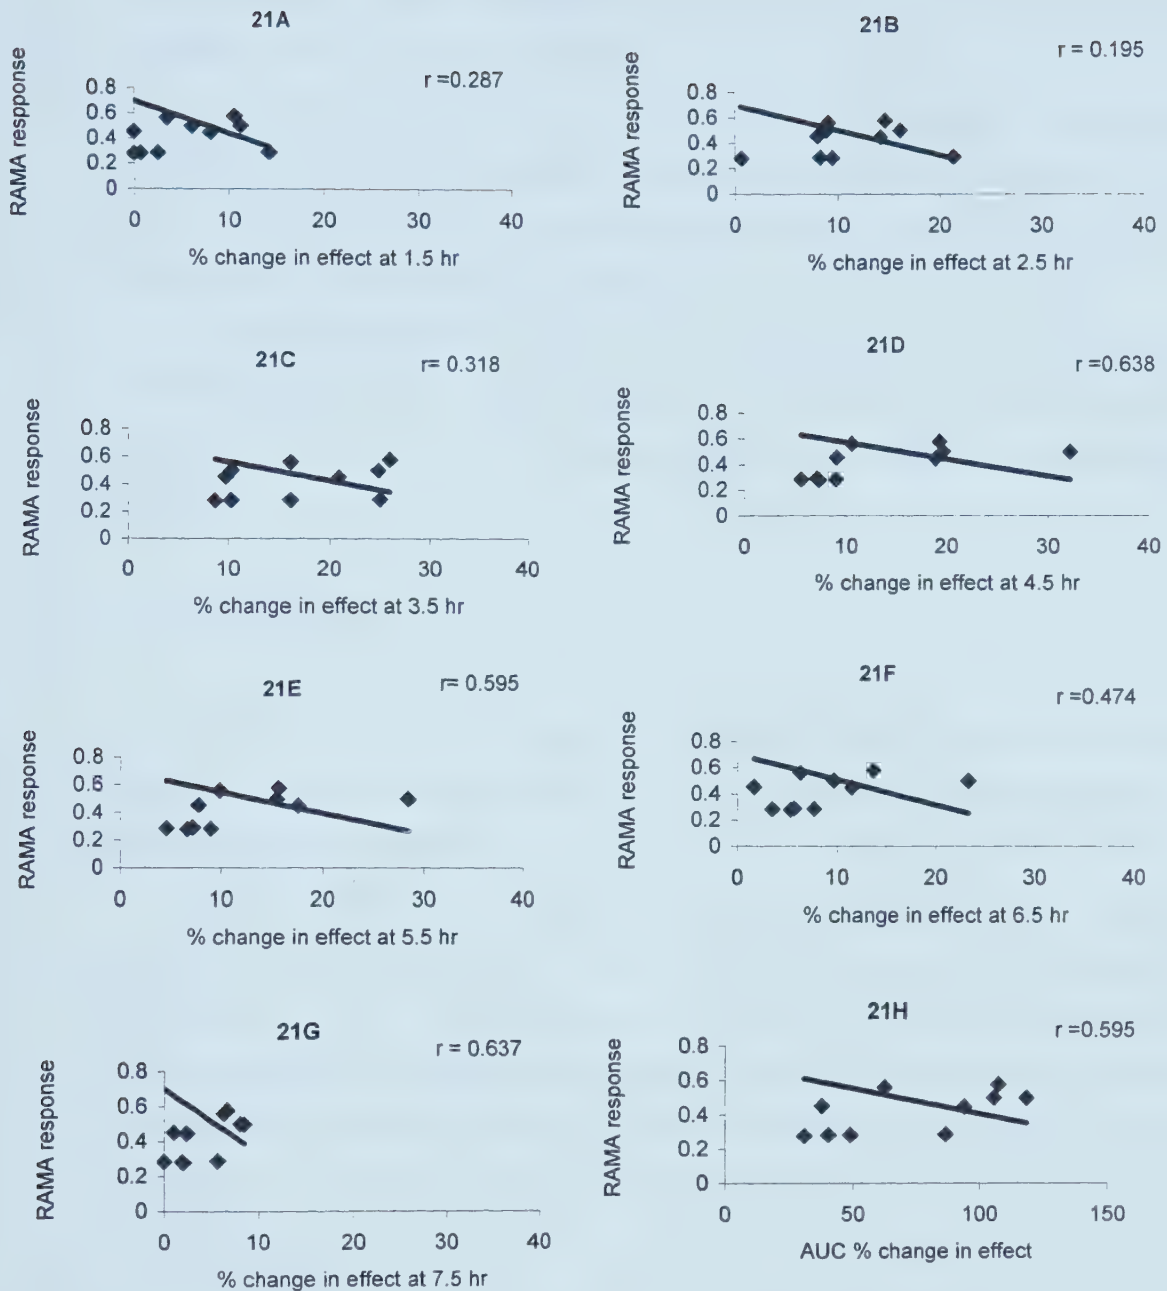 21A
r =0.287
RAMA respponse
0.8
0.6
0.4
0.2
0
0 10 20 30 40
% change in effect at 1.5 hr
21B
r = 0.195
RAMA response
0.8
0.6
0.4
0.2
0
0 10 20 30 40
% change in effect at 2.5 hr
21C
r= 0.318
RAMA response
0.8
0.6
0.4
0.2
0
0 10 20 30 40
% change in effect at 3.5 hr
21D
r =0.638
RAMA response
0.8
0.6
0.4
0.2
0
0 10 20 30 40
% change in effect at 4.5 hr
21E
r= 0.595
RAMA response
0.8
0.6
0.4
0.2
0
0 10 20 30 40
% change in effect at 5.5 hr
21F
r =0.474
RAMA response
0.8
0.6
0.4
0.2
0
0 10 20 30 40
% change in effect at 6.5 hr
21G
r = 0.637
RAMA response
0.8
0.6
0.4
0.2
0
0 10 20 30 40
% change in effect at 7.5 hr
21H
r =0.595
RAMA response
0.8
0.6
0.4
0.2
0
0 50 100 150
AUC % change in effect